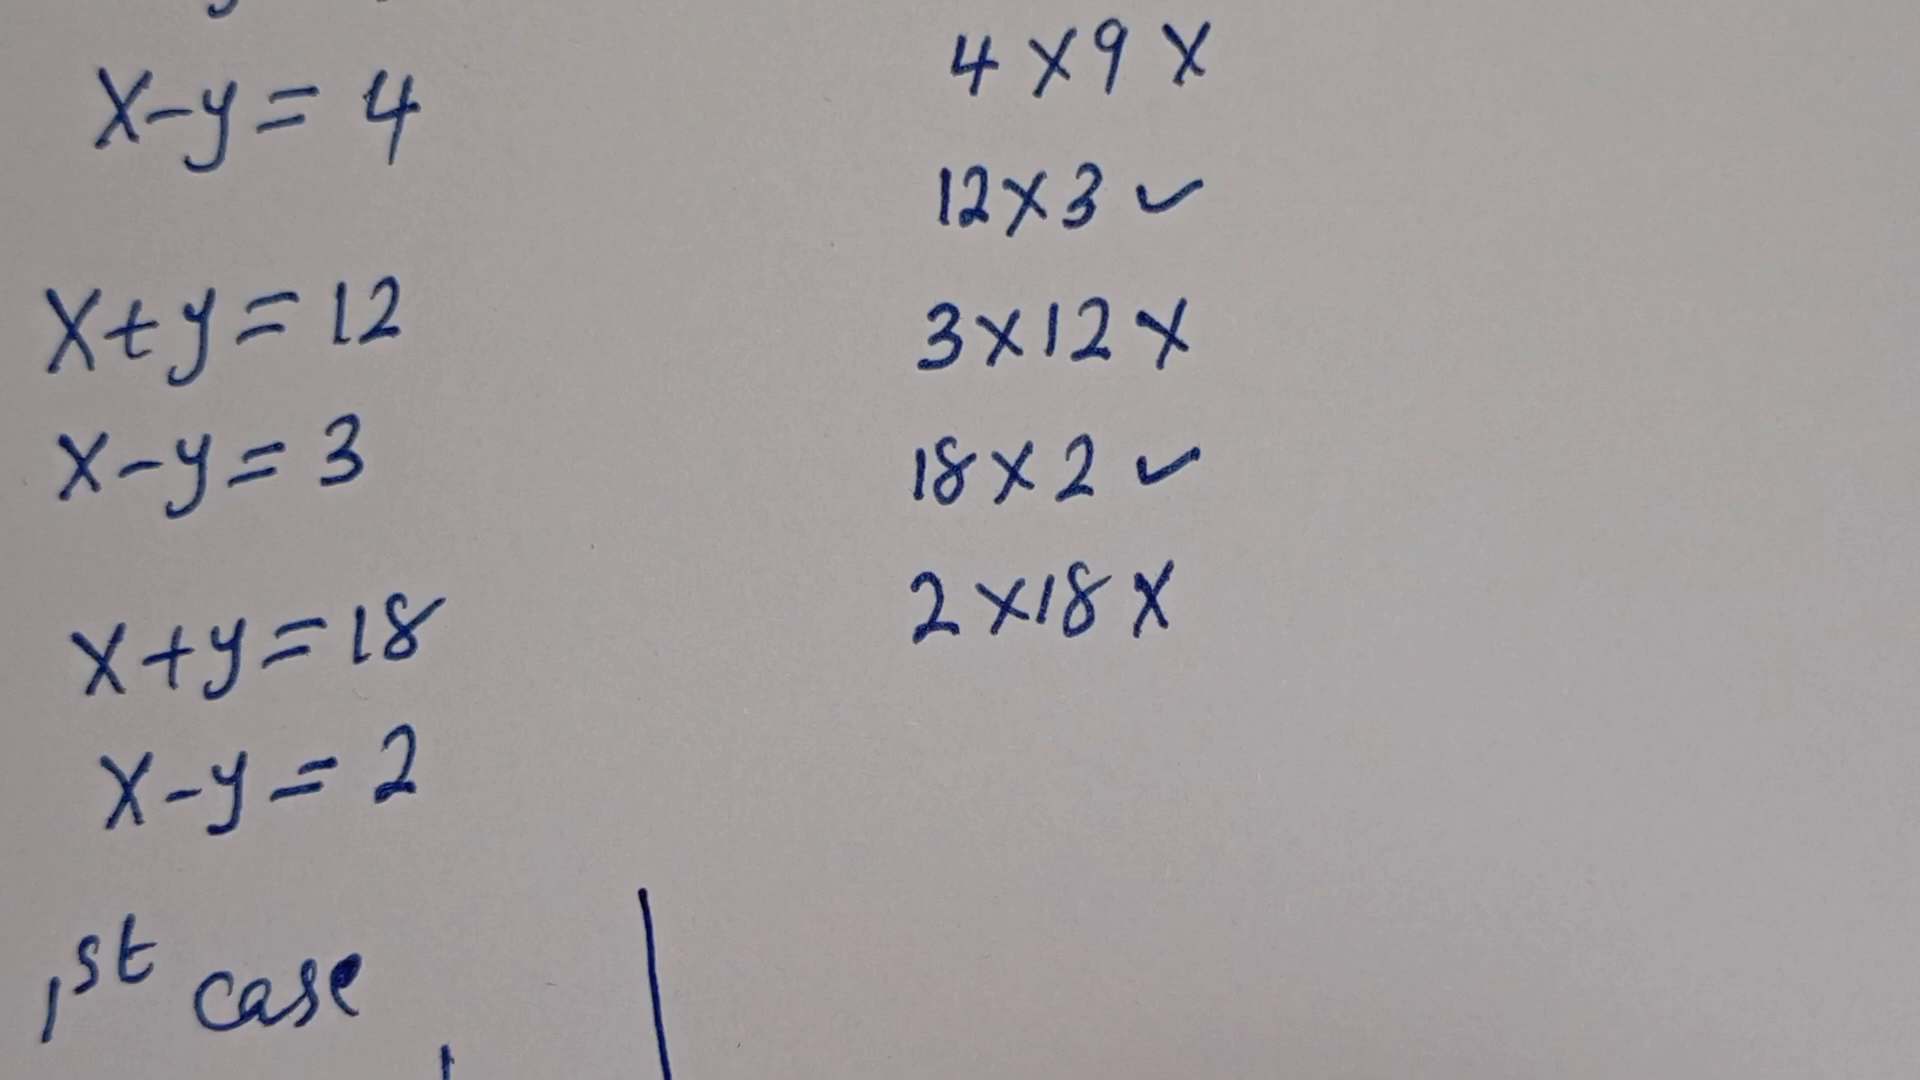 x-y= 4
x+y= 12
x-y= 3
x+y= 18
x-y= 2
1st case
4 x 9 x
12 x 3 ✓
3 x 12 x
18 x 2 ✓
2 x 18 x